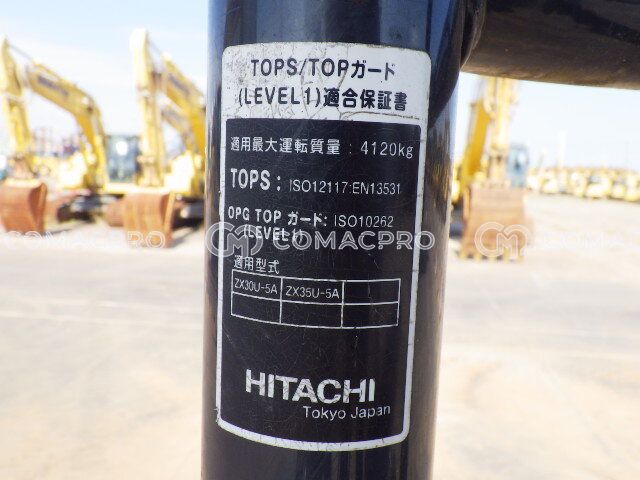 TOPS/TOPガード
(LEVEL1)適合保証書
適用最大運転質量 : 4120kg
TOPS : ISO12117:EN13531
OPG TOP ガード: ISO10262
(LEVEL1)
COMACPRO COMACPRO COMACPRO
適用型式
ZX30U-5A ZX35U-5A
HITACHI
Tokyo Japan